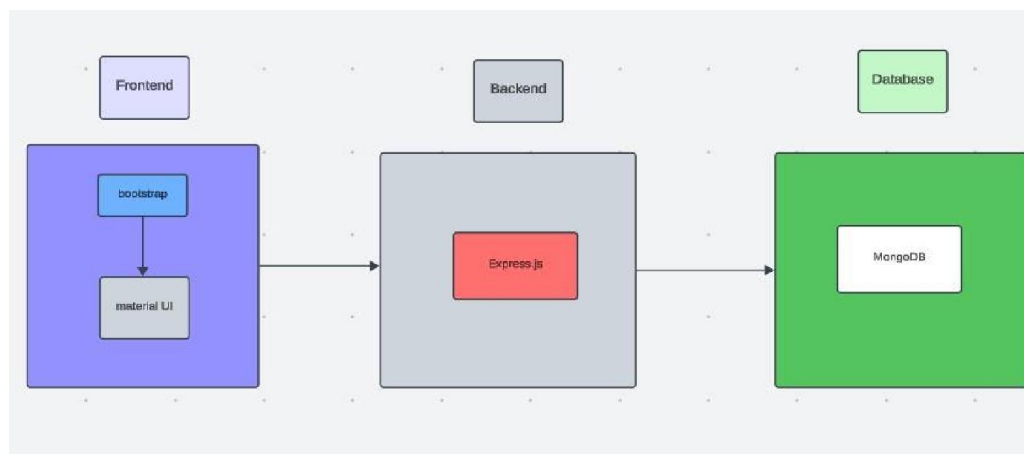 Frontend
Backend
Database
bootstrap
material UI
Express.js
MongoDB